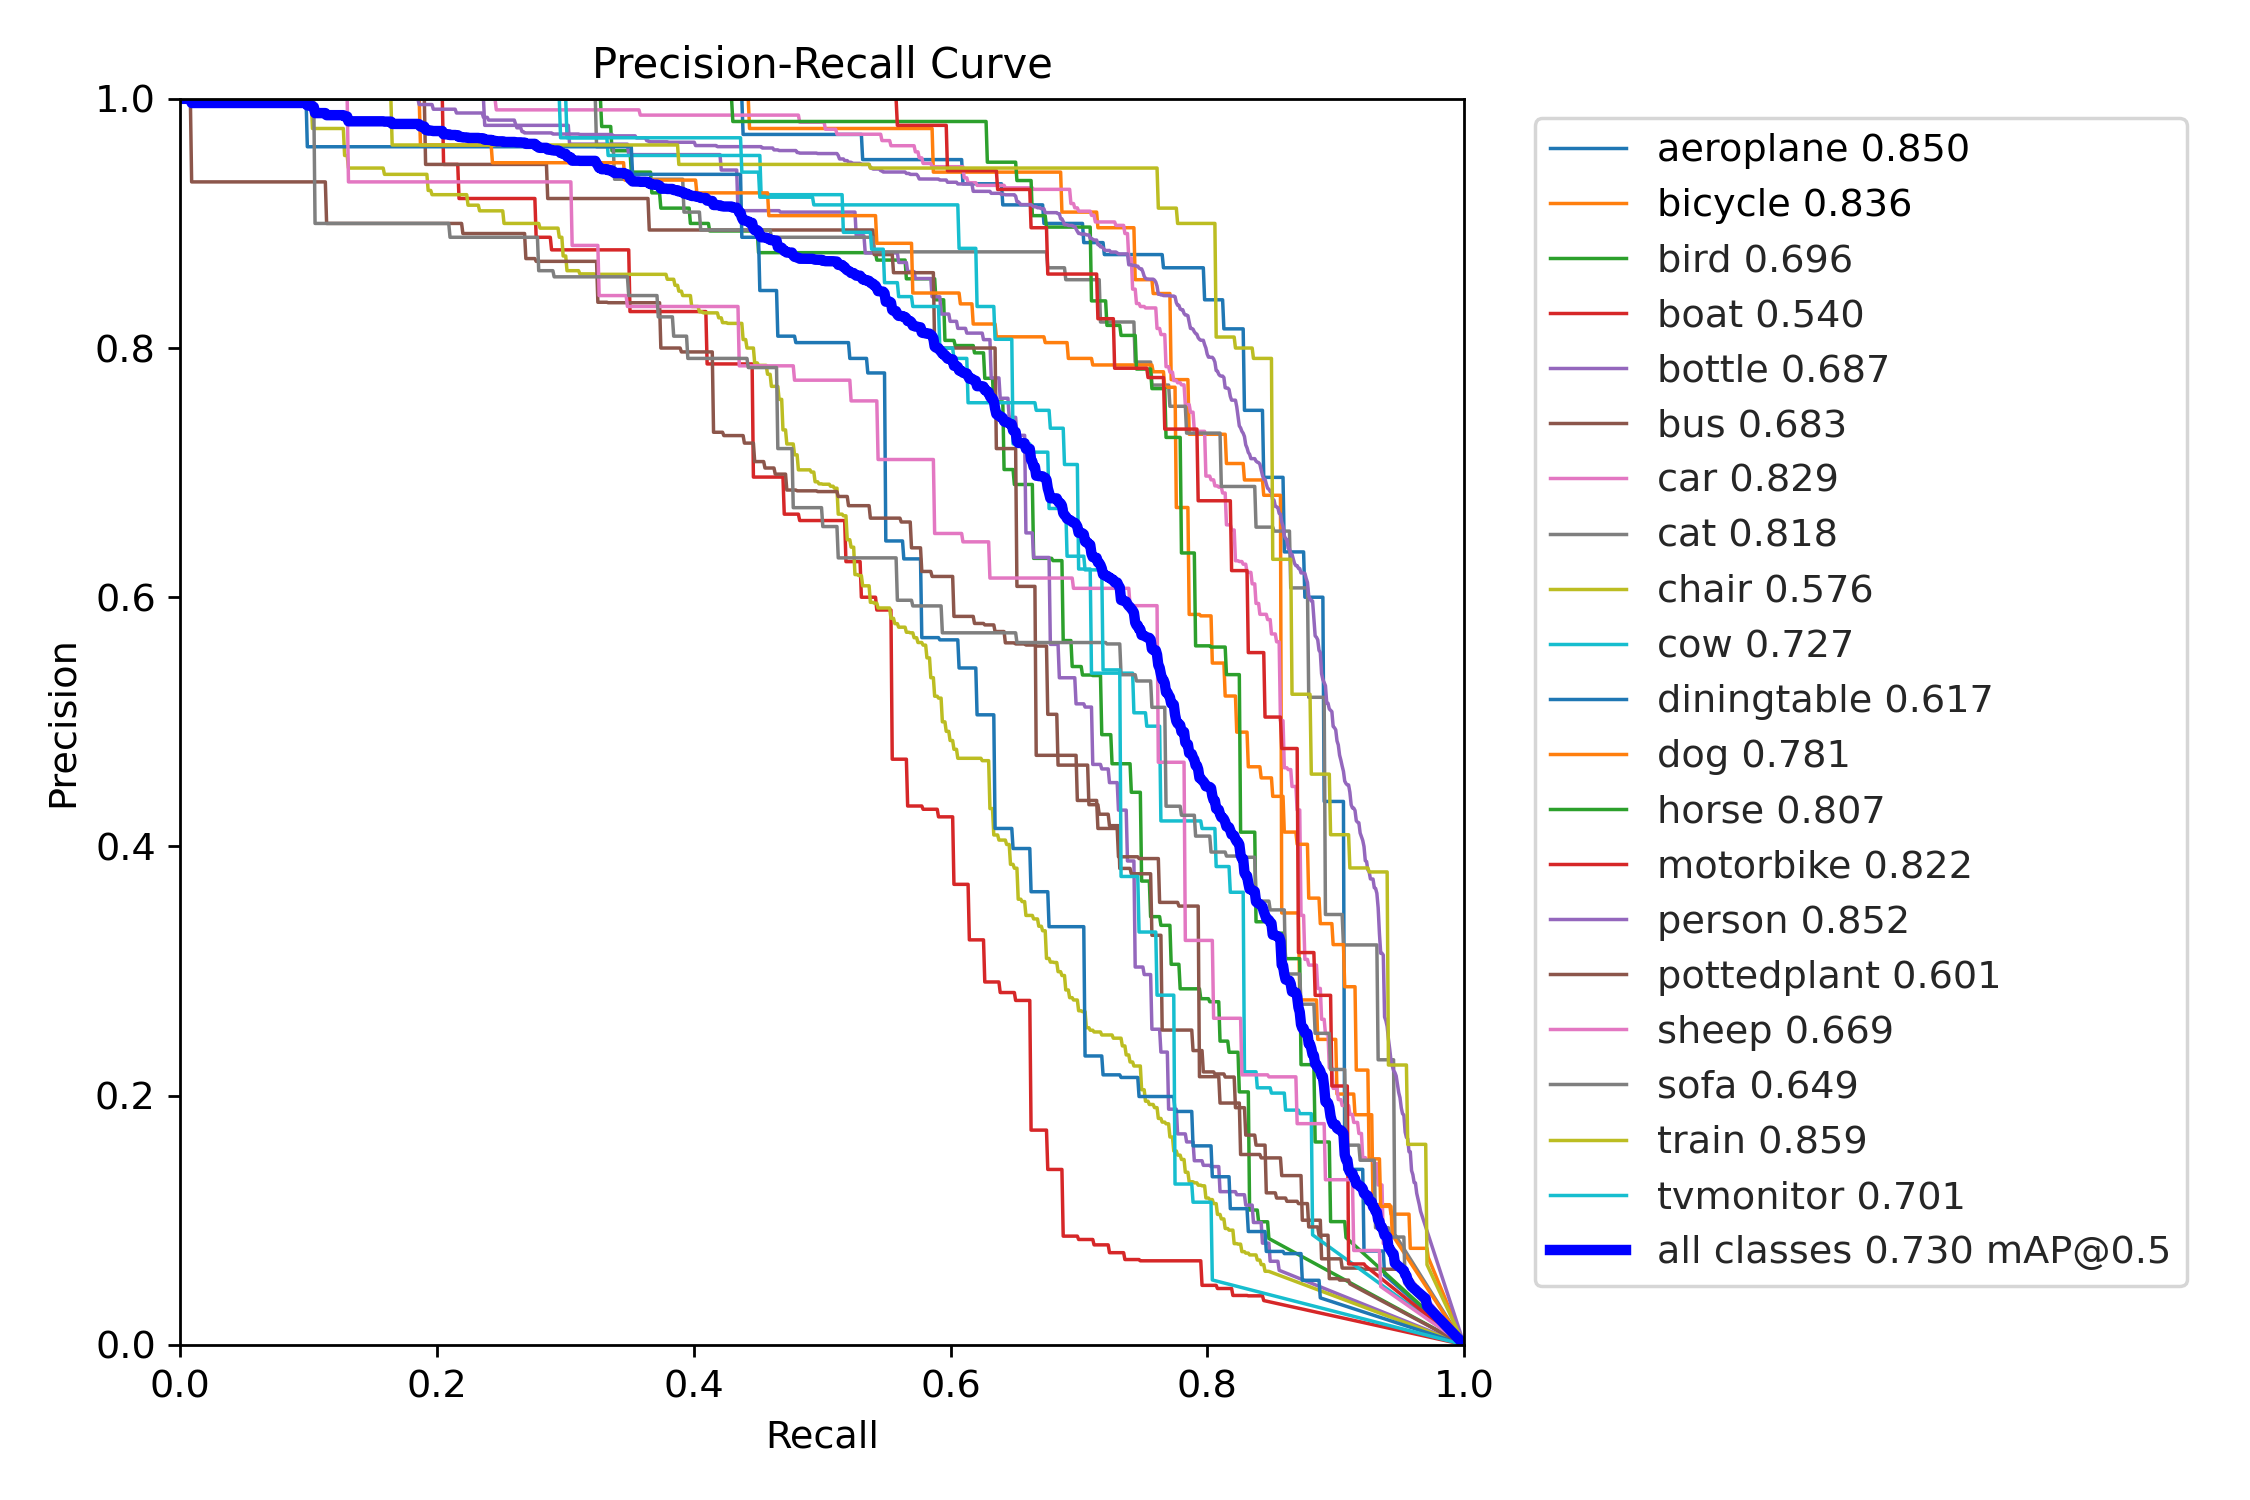 Precision-Recall Curve
1.0
0.8
0.6
0.4
0.2
0.0
Precision
0.0 0.2 0.4 0.6 0.8 1.0
Recall
aeroplane 0.850
bicycle 0.836
bird 0.696
boat 0.540
bottle 0.687
bus 0.683
car 0.829
cat 0.818
chair 0.576
cow 0.727
diningtable 0.617
dog 0.781
horse 0.807
motorbike 0.822
person 0.852
pottedplant 0.601
sheep 0.669
sofa 0.649
train 0.859
tvmonitor 0.701
all classes 0.730 mAP@0.5